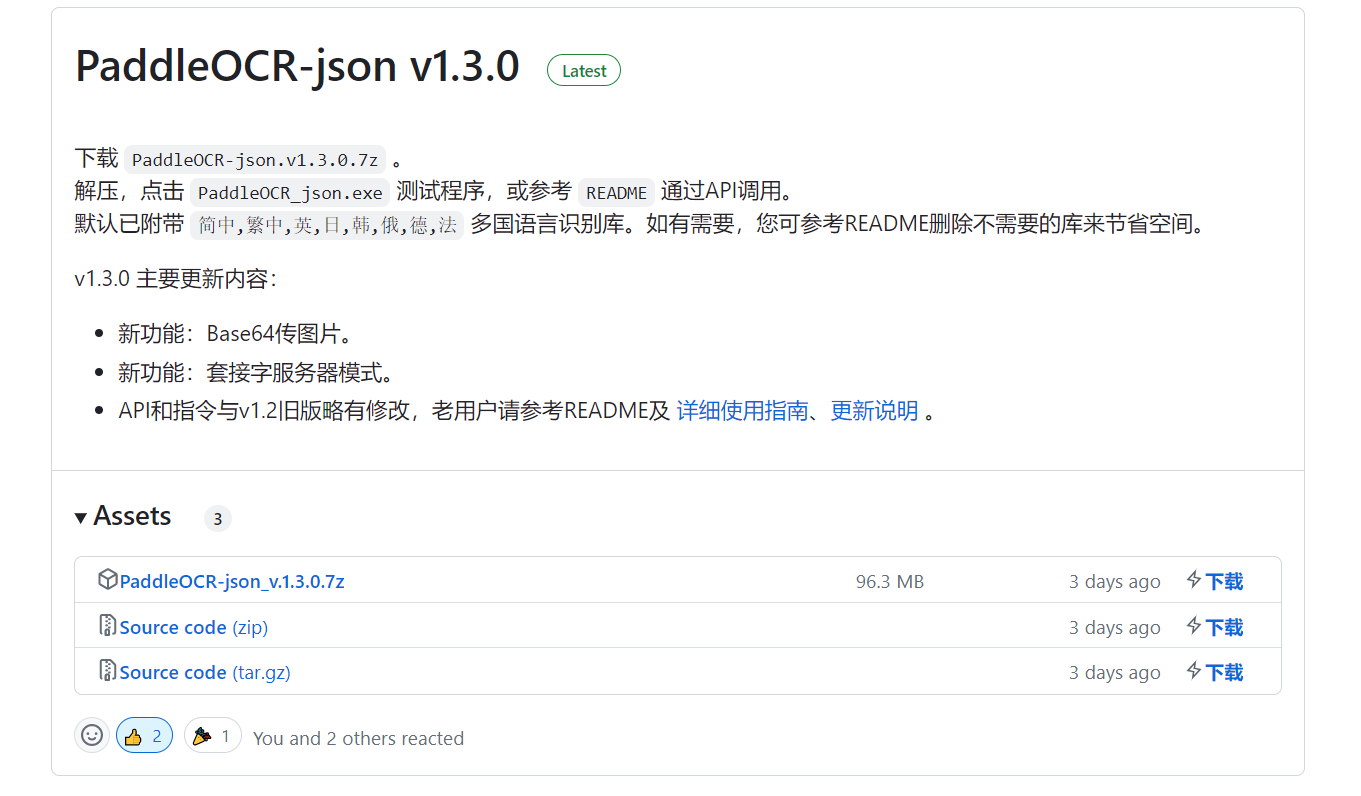 PaddleOCR-json v1.3.0 Latest
下载 PaddleOCR-json.v1.3.0.7z 。
解压，点击 PaddleOCR_json.exe 测试程序，或参考 README 通过API调用。
默认已附带 简中,繁中,英,日,韩,俄,德,法 多国语言识别库。如有需要，您可参考README删除不需要的库来节省空间。
v1.3.0 主要更新内容：
新功能：Base64传图片。
新功能：套接字服务器模式。
API和指令与v1.2旧版略有修改，老用户请参考README及 详细使用指南、更新说明 。
Assets 3
PaddleOCR-json_v.1.3.0.7z 96.3 MB 3 days ago 下载
Source code (zip) 3 days ago 下载
Source code (tar.gz) 3 days ago 下载
2 1 You and 2 others reacted